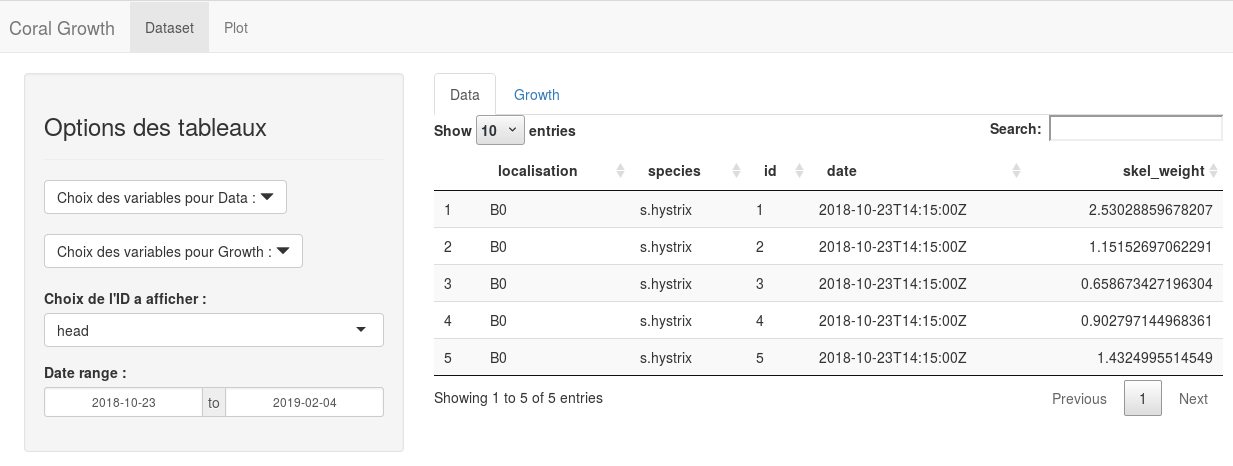 Coral Growth Dataset Plot
Options des tableaux
Choix des variables pour Data :
Choix des variables pour Growth :
Choix de l'ID a afficher :
head
Date range :
2018-10-23 to 2019-02-04
Data Growth
Show 10 entries Search:
localisation species id date skel_weight
1 B0 s.hystrix 1 2018-10-23T14:15:00Z 2.53028859678207
2 B0 s.hystrix 2 2018-10-23T14:15:00Z 1.15152697062291
3 B0 s.hystrix 3 2018-10-23T14:15:00Z 0.658673427196304
4 B0 s.hystrix 4 2018-10-23T14:15:00Z 0.902797144968361
5 B0 s.hystrix 5 2018-10-23T14:15:00Z 1.4324995514549
Showing 1 to 5 of 5 entries Previous 1 Next